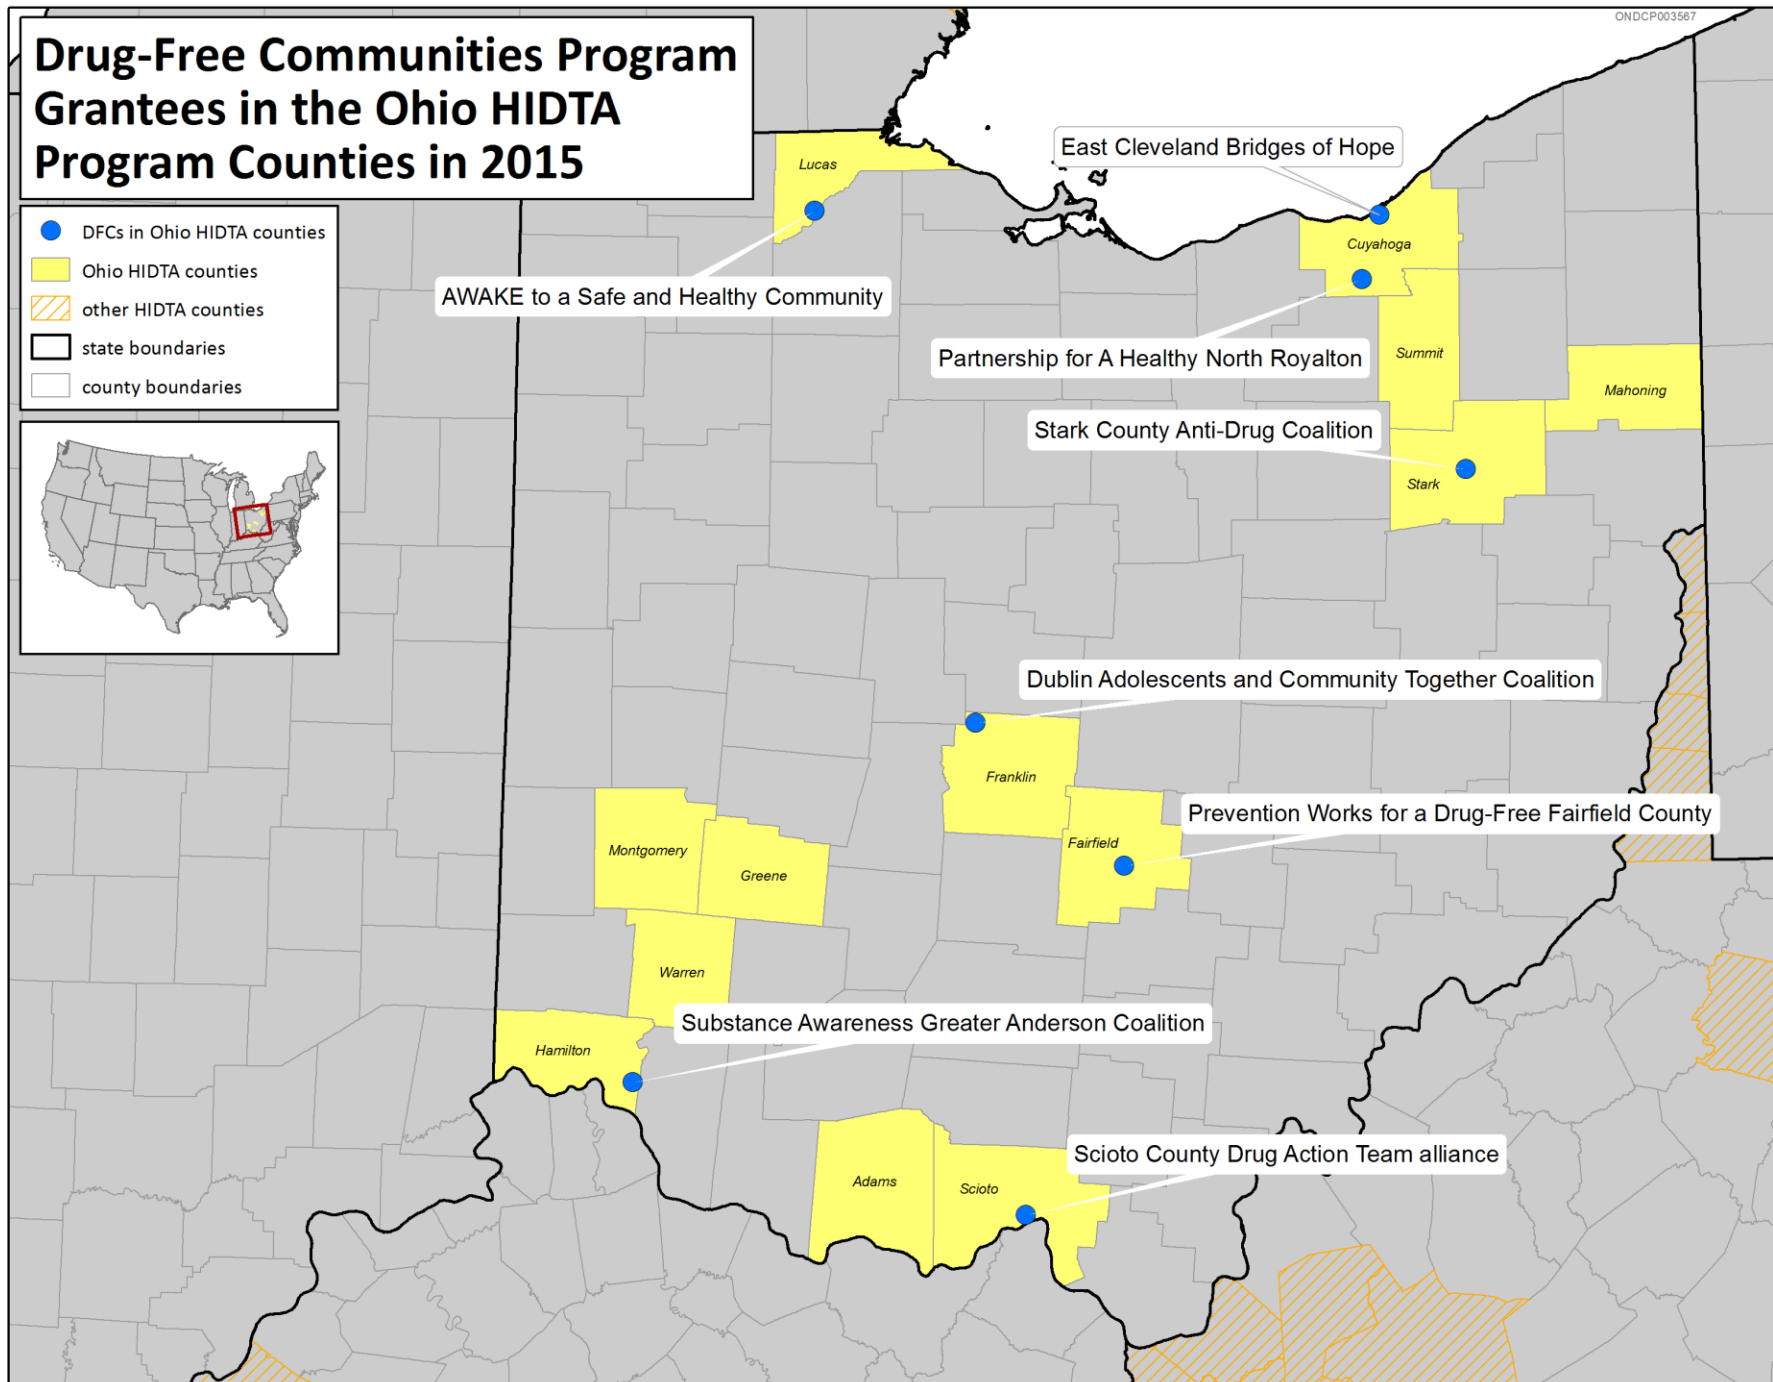 ONDCP003567
Drug-Free Communities Program
Grantees in the Ohio HIDTA
Program Counties in 2015
DFCs in Ohio HIDTA counties
Ohio HIDTA counties
other HIDTA counties
state boundaries
county boundaries
East Cleveland Bridges of Hope
Lucas
Cuyahoga
AWAKE to a Safe and Healthy Community
Partnership for A Healthy North Royalton
Summit
Mahoning
Stark County Anti-Drug Coalition
Stark
Dublin Adolescents and Community Together Coalition
Franklin
Prevention Works for a Drug-Free Fairfield County
Fairfield
Montgomery
Greene
Warren
Substance Awareness Greater Anderson Coalition
Hamilton
Scioto County Drug Action Team alliance
Adams
Scioto